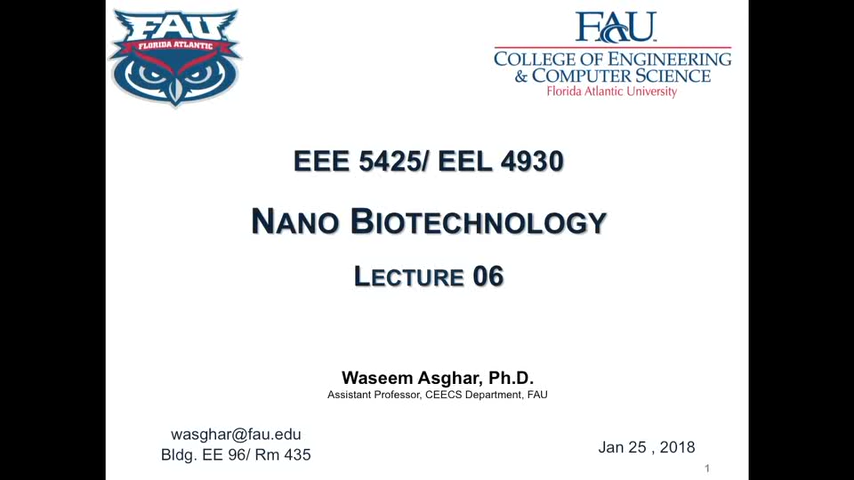 FAU
FLORIDA ATLANTIC
FAU
COLLEGE OF ENGINEERING
& COMPUTER SCIENCE
Florida Atlantic University
EEE 5425/ EEL 4930
NANO BIOTECHNOLOGY
LECTURE 06
Waseem Asghar, Ph.D.
Assistant Professor, CEECS Department, FAU
wasghar@fau.edu
Bldg. EE 96/ Rm 435
Jan 25 , 2018
1